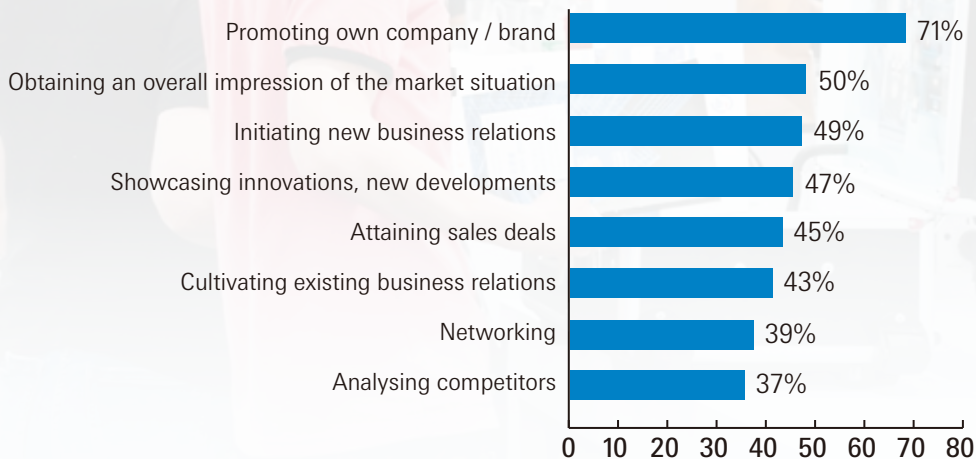 Promoting own company / brand 71%
Obtaining an overall impression of the market situation 50%
Initiating new business relations 49%
Showcasing innovations, new developments 47%
Attaining sales deals 45%
Cultivating existing business relations 43%
Networking 39%
Analysing competitors 37%
0 10 20 30 40 50 60 70 80